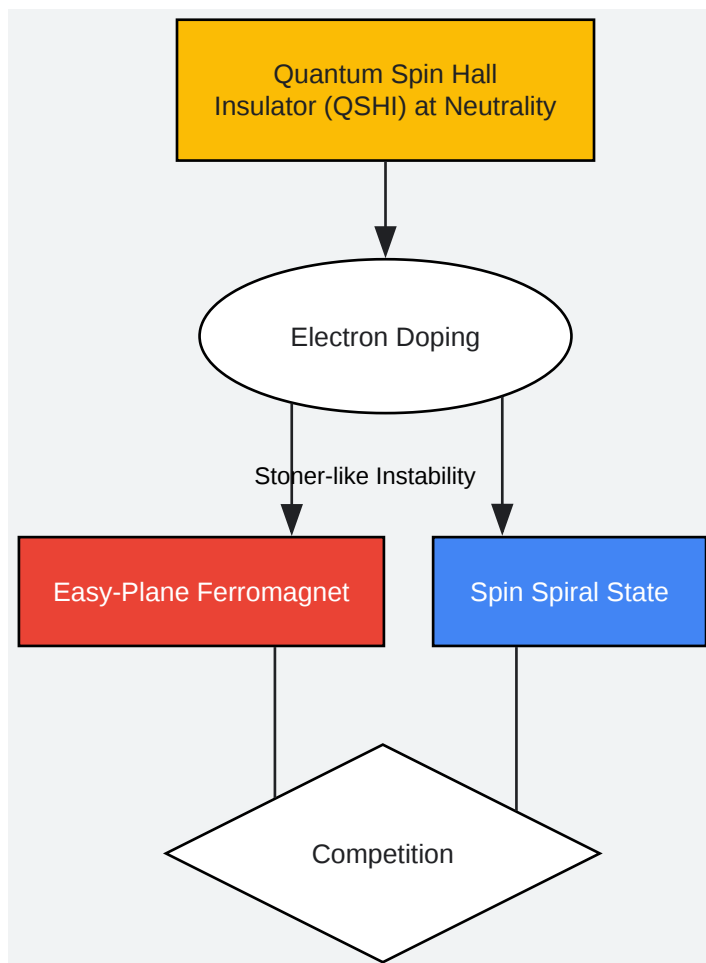 Quantum Spin Hall
Insulator (QSHI) at Neutrality
Electron Doping
Stoner-like Instability
Easy-Plane Ferromagnet
Spin Spiral State
Competition